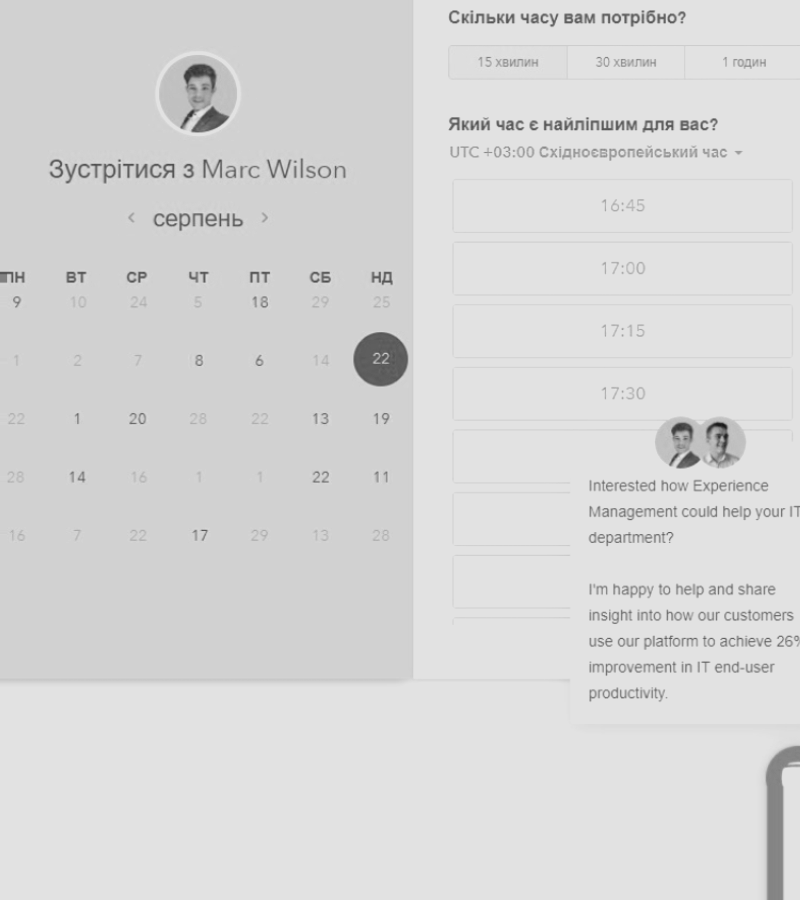 Зустрітися з Marc Wilson
серпень
ПН ВТ СР ЧТ ПТ СБ НД
9 10 24 5 18 29 25
1 2 7 8 6 14 22
22 1 20 28 22 13 19
28 14 16 1 1 22 11
16 7 22 17 29 13 28
Скільки часу вам потрібно?
15 хвилин 30 хвилин 1 годин
Який час є найліпшим для вас?
UTC +03:00 Східноєвропейський час
16:45
17:00
17:15
17:30
Interested how Experience
Management could help your IT
department?
I'm happy to help and share
insight into how our customers
use our platform to achieve 26%
improvement in IT end-user
productivity.